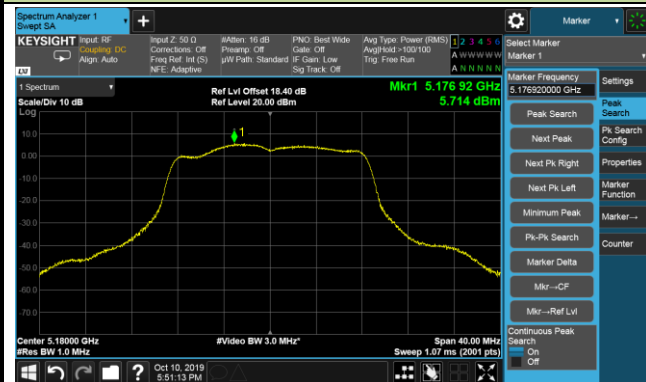 Spectrum Analyzer 1
Swept SA
Marker
KEYSIGHT
Input: RF
Coupling: DC
Align: Auto
Input Z: 50 Ω
Corrections: Off
Freq Ref: Int (S)
NFE: Adaptive
#Atten: 16 dB
Preamp: Off
µW Path: Standard
PNO: Best Wide
Gate: Off
IF Gain: Low
Sig Track: Off
Avg Type: Power (RMS)
Avg|Hold:>100/100
Trig: Free Run
1 2 3 4 5 6
A W W W W W
A N N N N N
LXI
Select Marker
Marker 1
1 Spectrum
Scale/Div 10 dB
Ref Lvl Offset 18.40 dB
Ref Level 20.00 dBm
Mkr1 5.176 92 GHz
5.714 dBm
Log
10.0
0.00
-10.0
-20.0
-30.0
-40.0
-50.0
-60.0
-70.0
1
Center 5.18000 GHz
#Res BW 1.0 MHz
#Video BW 3.0 MHz*
Span 40.00 MHz
Sweep 1.07 ms (2001 pts)
Marker Frequency
5.176920000 GHz
Peak Search
Next Peak
Next Pk Right
Next Pk Left
Minimum Peak
Pk-Pk Search
Marker Delta
Mkr→CF
Mkr→Ref Lvl
Continuous Peak
Search
On
Off
Settings
Peak
Search
Pk Search
Config
Properties
Marker
Function
Marker→
Counter
?
Oct 10, 2019
5:51:13 PM